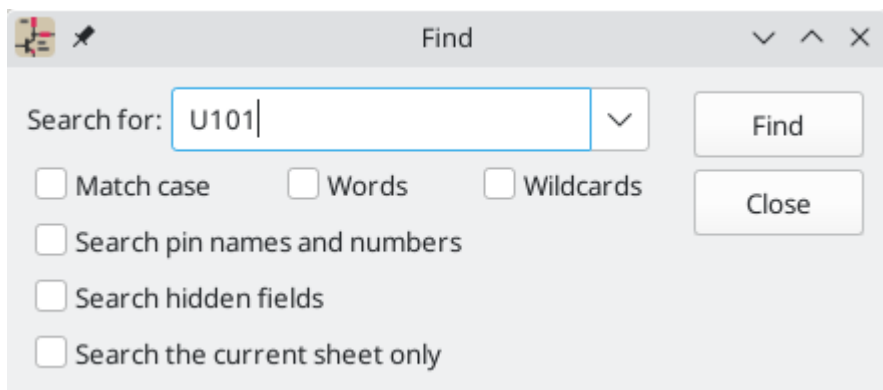 Find
Search for: U101 Find
Match case Words Wildcards Close
Search pin names and numbers
Search hidden fields
Search the current sheet only